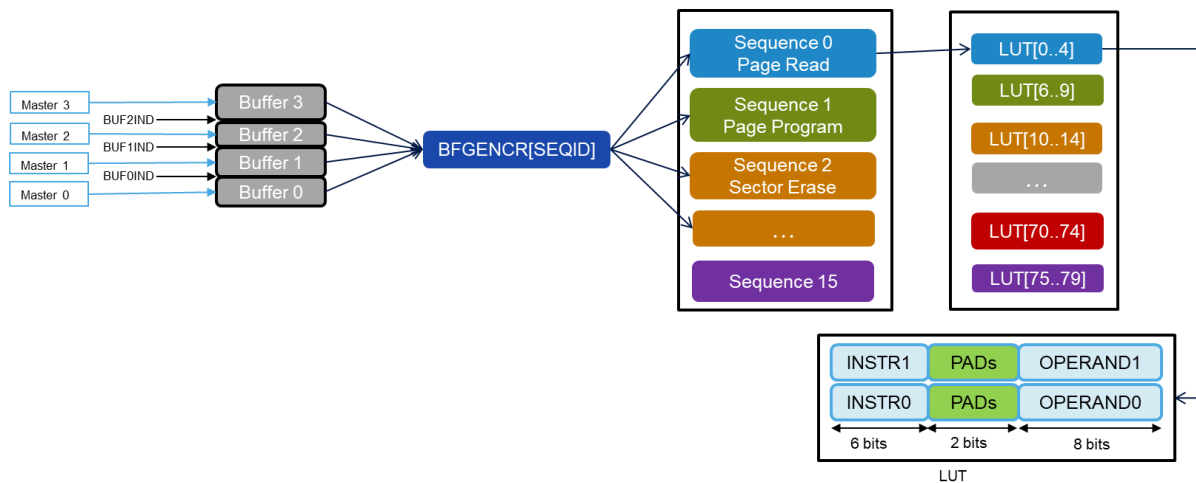 Master 3
Master 2
Master 1
Master 0
BUF2IND
BUF1IND
BUF0IND
Buffer 3
Buffer 2
Buffer 1
Buffer 0
BFGENCR[SEQID]
Sequence 0
Page Read
Sequence 1
Page Program
Sequence 2
Sector Erase
...
Sequence 15
LUT[0..4]
LUT[6..9]
LUT[10..14]
...
LUT[70..74]
LUT[75..79]
INSTR1 PADs OPERAND1
INSTR0 PADs OPERAND0
6 bits 2 bits 8 bits
LUT